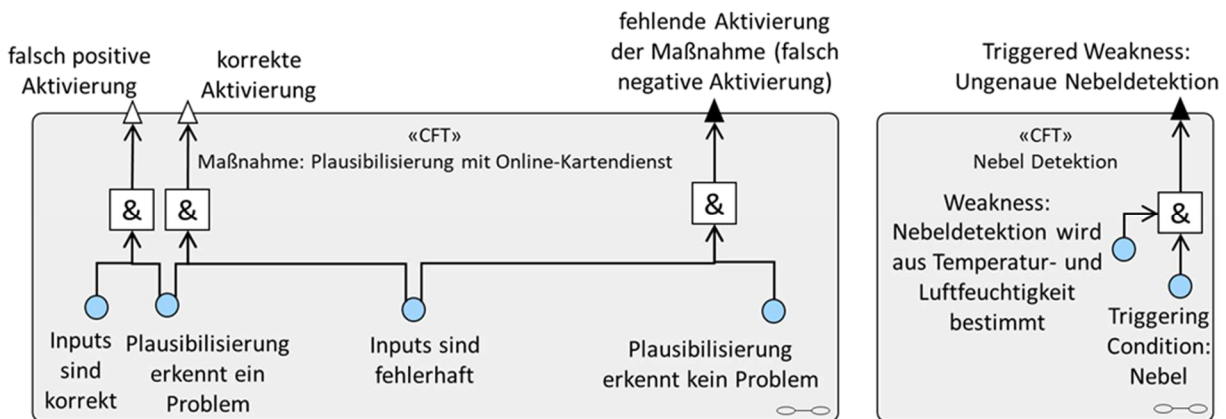 falsch positive
Aktivierung
korrekte
Aktivierung
fehlende Aktivierung
der Maßnahme (falsch
negative Aktivierung)
«CFT»
Maßnahme: Plausibilisierung mit Online-Kartendienst
&
&
&
Inputs
sind
korrekt
Plausibilisierung
erkennt ein
Problem
Inputs sind
fehlerhaft
Plausibilisierung
erkennt kein Problem
Triggered Weakness:
Ungenaue Nebeldetektion
«CFT»
Nebel Detektion
Weakness:
Nebeldetektion wird
aus Temperatur- und
Luftfeuchtigkeit
bestimmt
&
Triggering
Condition:
Nebel